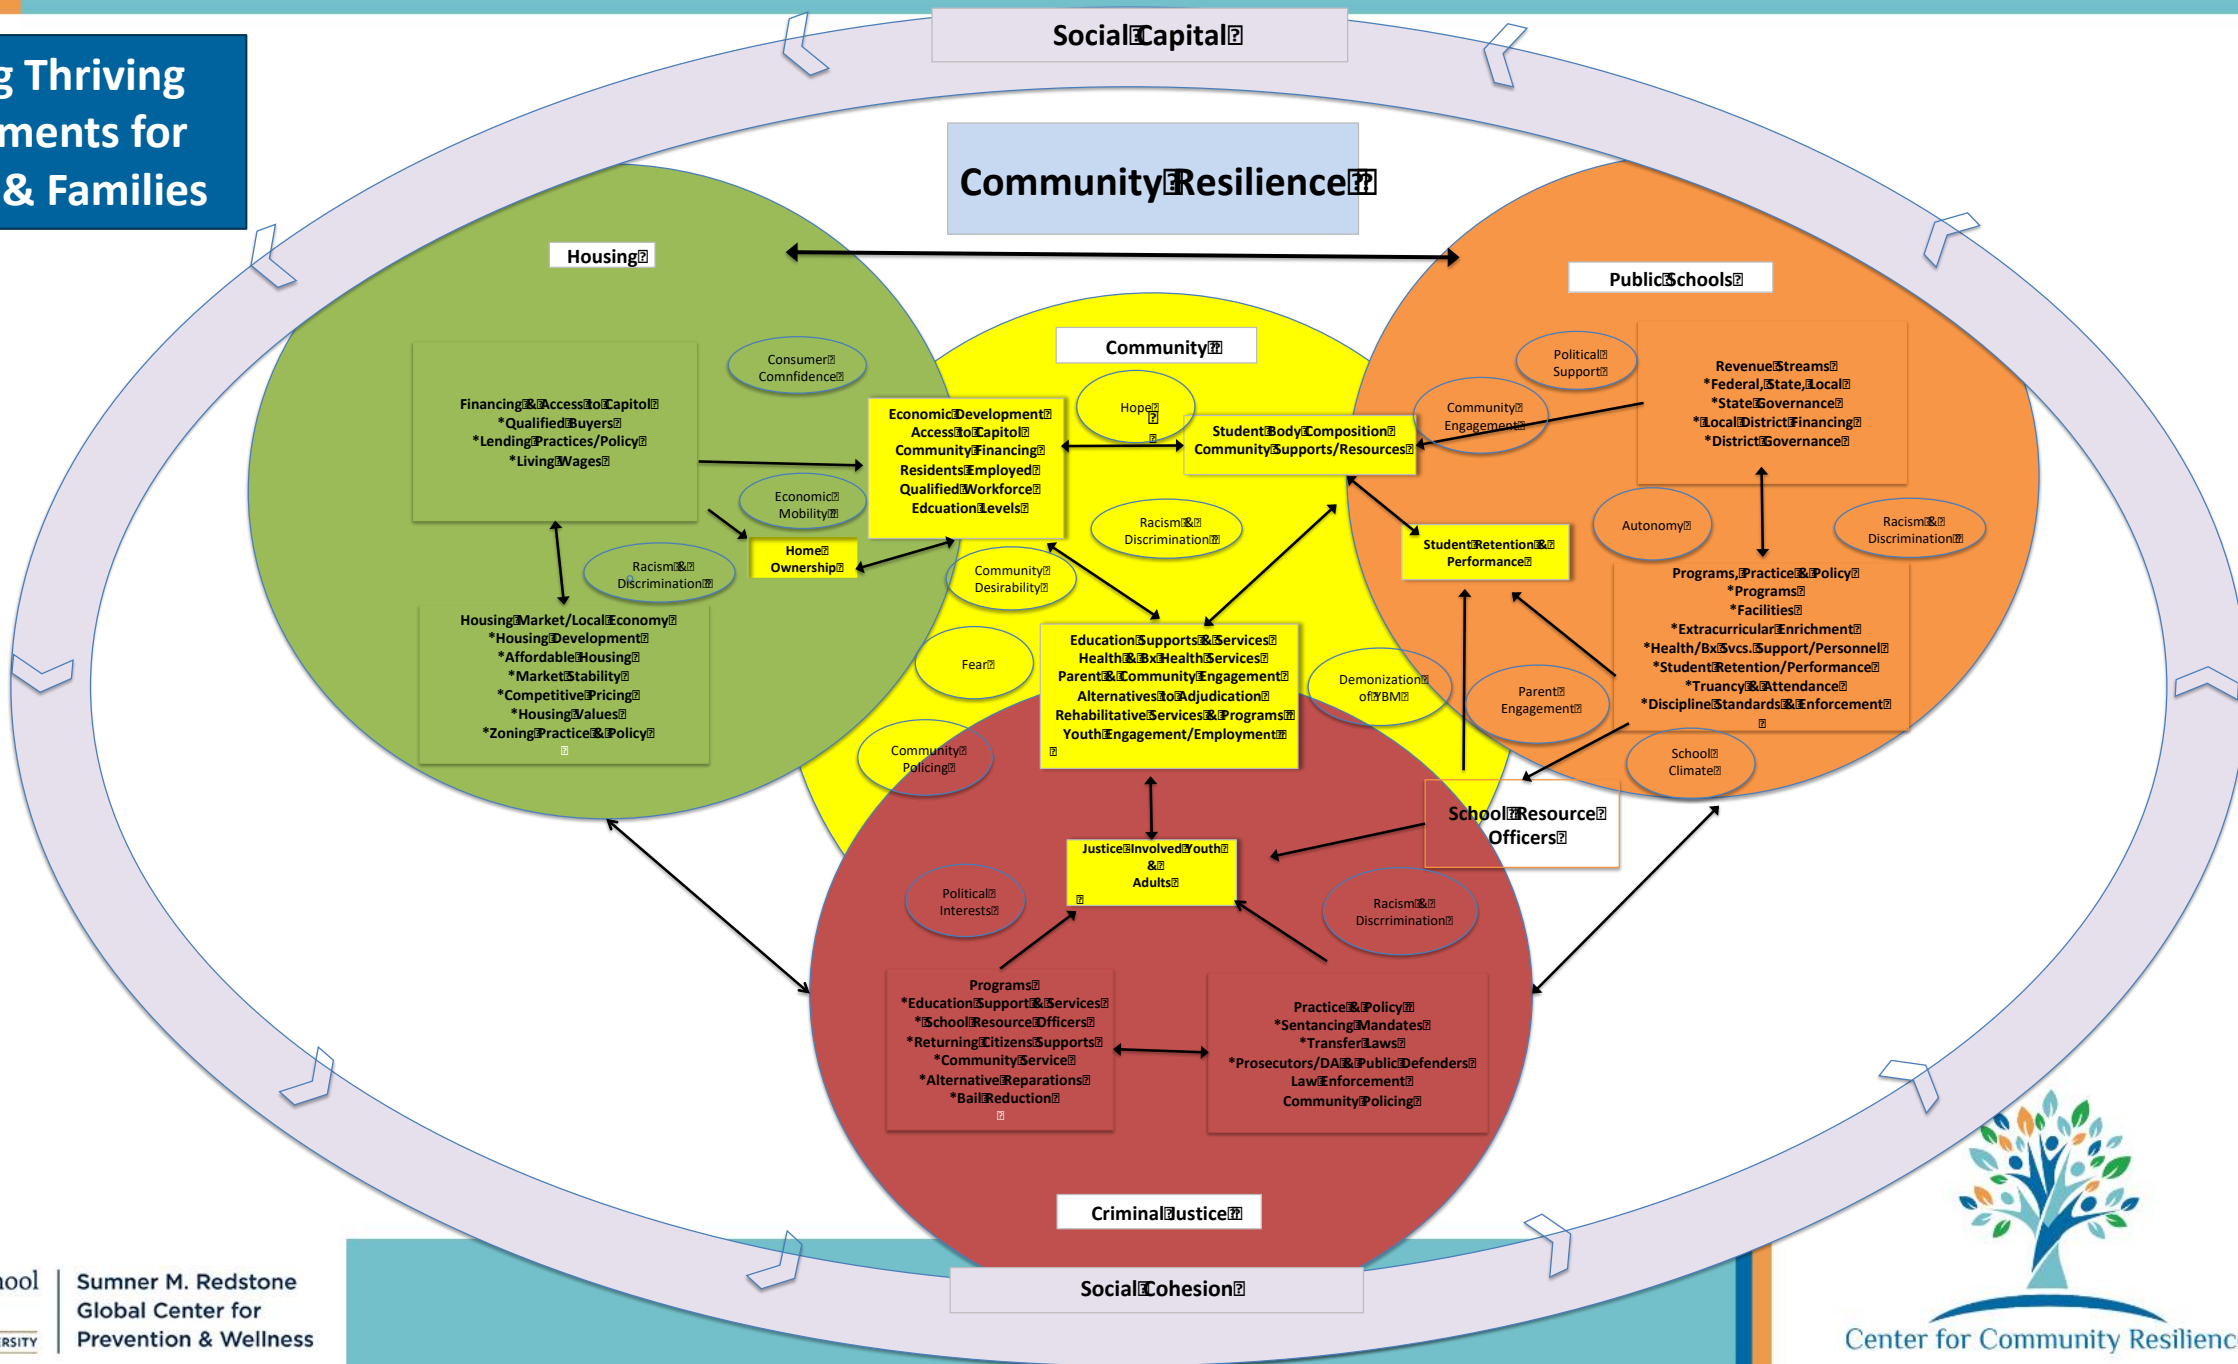 Social Capital
g Thriving
ments for
& Families
Community Resilience
Housing
Public Schools
Community
Consumer
Comnfidence
Financing & Access to Capitol
*Qualified Buyers
*Lending Practices/Policy
*Living Wages
Economic
Mobility
Home
Ownership
Racism &
Discrimination
Housing Market/Local Economy
*Housing Development
*Affordable Housing
*Market Stability
*Competitive Pricing
*Housing Values
*Zoning Practice & Policy
Economic Development
Access to Capitol
Community Financing
Residents Employed
Qualified Workforce
Edcuation Levels
Hope
Student Body Composition
Community Supports/Resources
Racism &
Discrimination
Community
Desirability
Fear
Community
Policing
Education Supports & Services
Health & Bx Health Services
Parent & Community Engagement
Alternatives to Adjudication
Rehabilitative Services & Programs
Youth Engagement/Employment
Demonization
of YBM
Political
Support
Community
Engagement
Revenue Streams
*Federal, State, Local
*State Governance
* Local District Financing
*District Governance
Autonomy
Racism &
Discrimination
Student Retention &
Performance
Programs, Practice & Policy
*Programs
*Facilities
*Extracurricular Enrichment
*Health/Bx Svcs. Support/Personnel
*Student Retention/Performance
*Truancy & Attendance
*Discipline Standards & Enforcement
Parent
Engagement
School
Climate
School Resource
Officers
Justice Involved Youth
&
Adults
Political
Interests
Racism &
Discrrimination
Programs
*Education Support & Services
* School Resource Officers
*Returning Citizens Supports
*Community Service
*Alternative Reparations
*Bail Reduction
Practice & Policy
*Sentancing Mandates
*Transfer Laws
*Prosecutors/DA & Public Defenders
Law Enforcement
Community Policing
Criminal Justice
Social Cohesion
hool
ERSITY
Sumner M. Redstone
Global Center for
Prevention & Wellness
Center for Community Resilienc